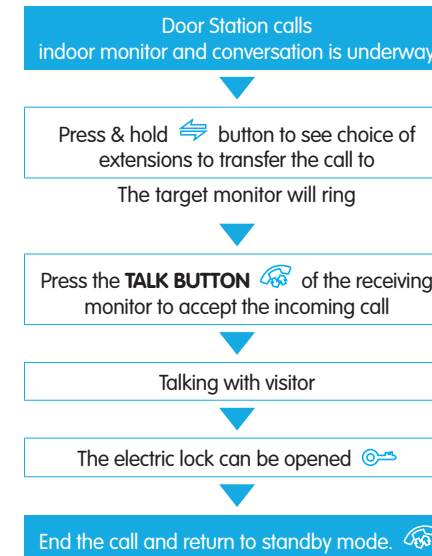 Door Station calls
indoor monitor and conversation is underway
Press & hold button to see choice of
extensions to transfer the call to
The target monitor will ring
Press the TALK BUTTON of the receiving
monitor to accept the incoming call
Talking with visitor
The electric lock can be opened
End the call and return to standby mode.